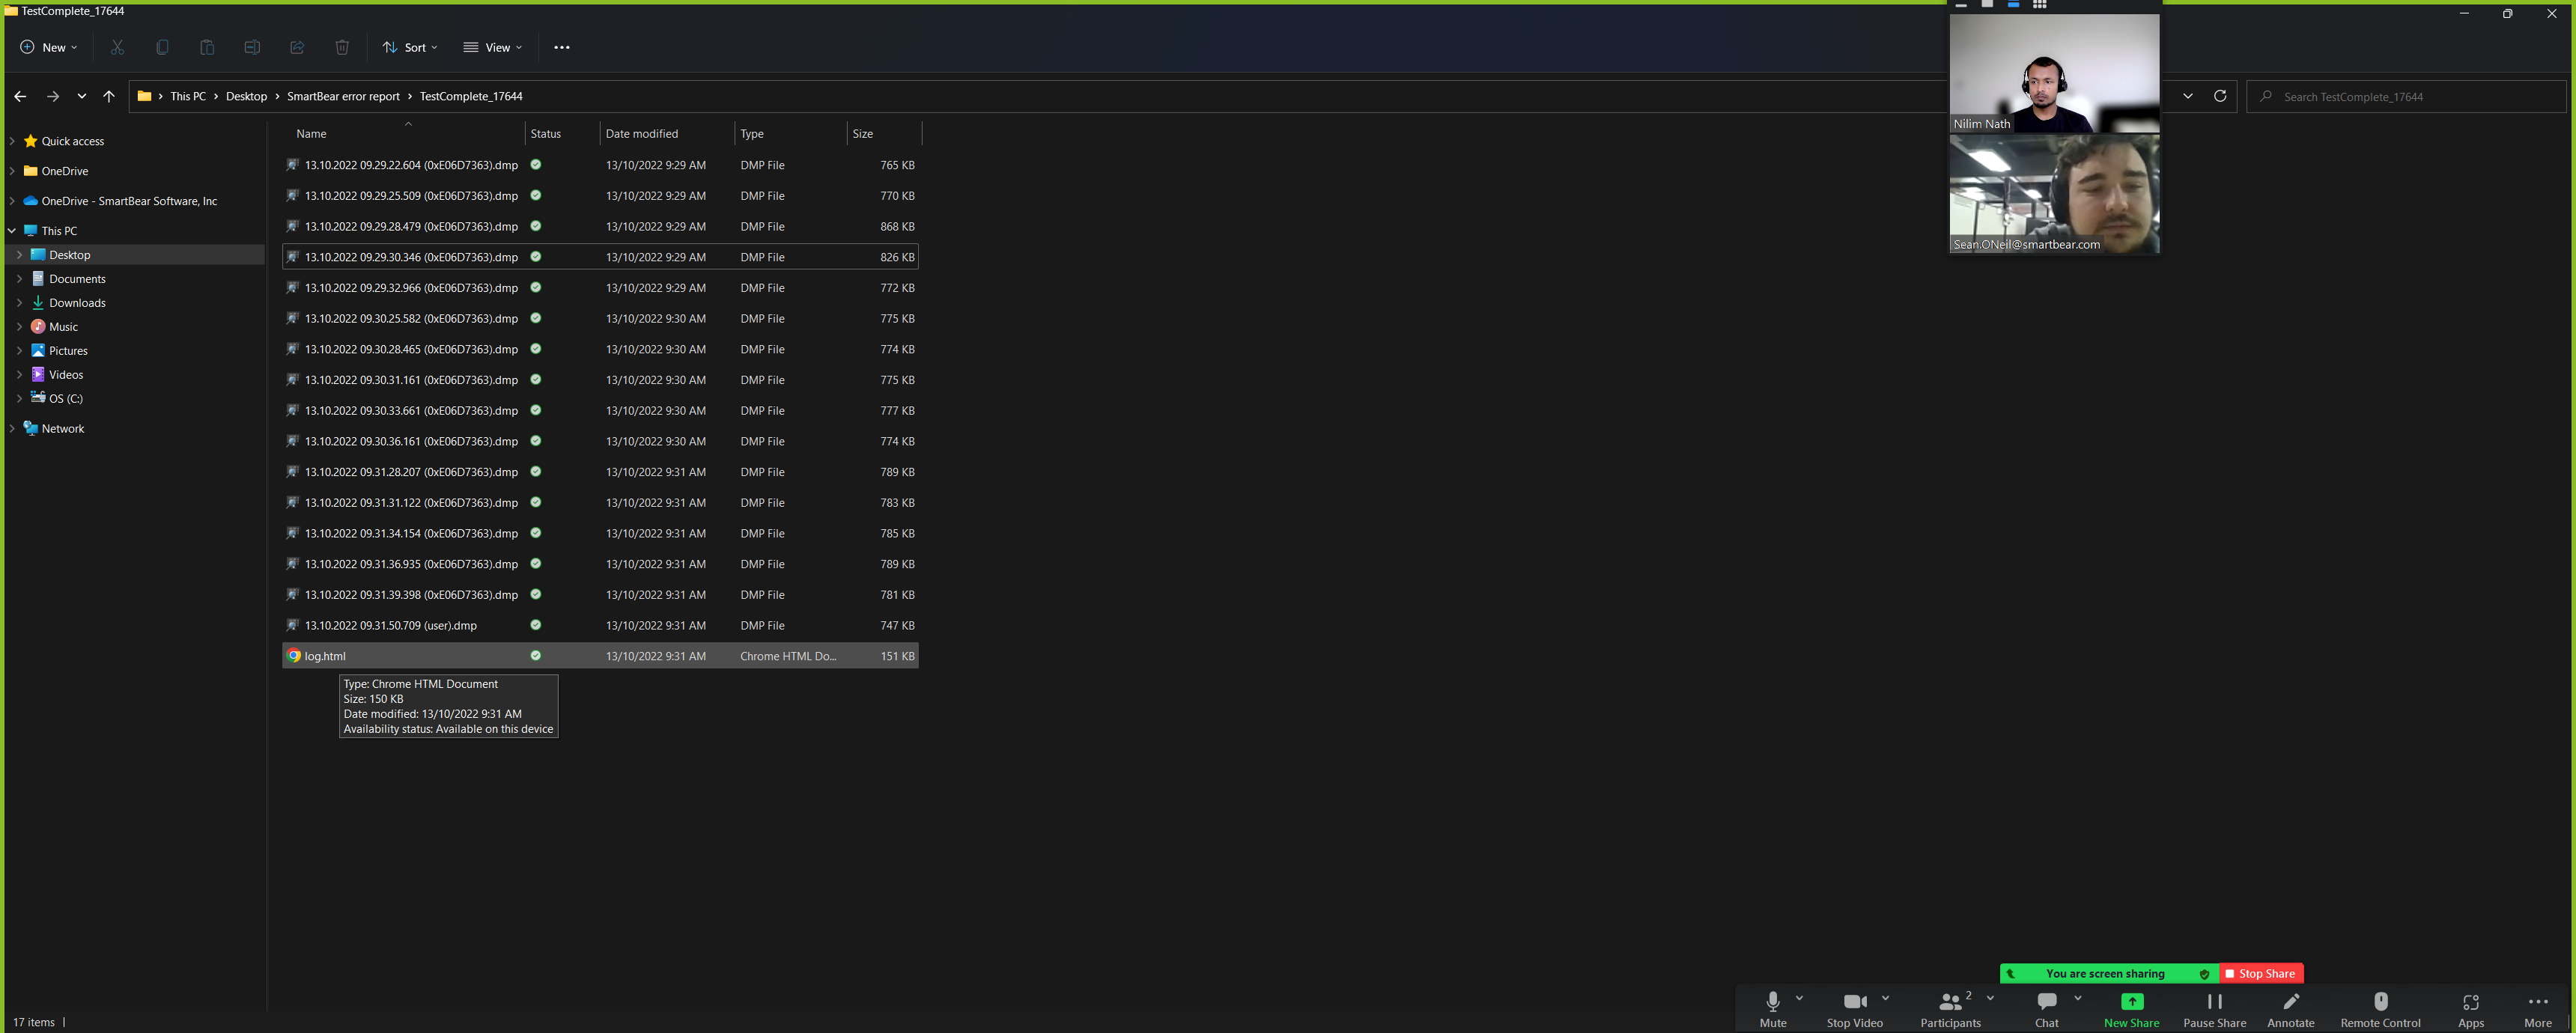 TestComplete_17644
New
Sort
View
This PC > Desktop > SmartBear error report > TestComplete_17644
Search TestComplete_17644
Nilim Nath
Sean.ONeil@smartbear.com
Quick access
OneDrive
OneDrive - SmartBear Software, Inc
This PC
Desktop
Documents
Downloads
Music
Pictures
Videos
OS (C:)
Network
Name Status Date modified Type Size
13.10.2022 09.29.22.604 (0xE06D7363).dmp 13/10/2022 9:29 AM DMP File 765 KB
13.10.2022 09.29.25.509 (0xE06D7363).dmp 13/10/2022 9:29 AM DMP File 770 KB
13.10.2022 09.29.28.479 (0xE06D7363).dmp 13/10/2022 9:29 AM DMP File 868 KB
13.10.2022 09.29.30.346 (0xE06D7363).dmp 13/10/2022 9:29 AM DMP File 826 KB
13.10.2022 09.29.32.966 (0xE06D7363).dmp 13/10/2022 9:29 AM DMP File 772 KB
13.10.2022 09.30.25.582 (0xE06D7363).dmp 13/10/2022 9:30 AM DMP File 775 KB
13.10.2022 09.30.28.465 (0xE06D7363).dmp 13/10/2022 9:30 AM DMP File 774 KB
13.10.2022 09.30.31.161 (0xE06D7363).dmp 13/10/2022 9:30 AM DMP File 775 KB
13.10.2022 09.30.33.661 (0xE06D7363).dmp 13/10/2022 9:30 AM DMP File 777 KB
13.10.2022 09.30.36.161 (0xE06D7363).dmp 13/10/2022 9:30 AM DMP File 774 KB
13.10.2022 09.31.28.207 (0xE06D7363).dmp 13/10/2022 9:31 AM DMP File 789 KB
13.10.2022 09.31.31.122 (0xE06D7363).dmp 13/10/2022 9:31 AM DMP File 783 KB
13.10.2022 09.31.34.154 (0xE06D7363).dmp 13/10/2022 9:31 AM DMP File 785 KB
13.10.2022 09.31.36.935 (0xE06D7363).dmp 13/10/2022 9:31 AM DMP File 789 KB
13.10.2022 09.31.39.398 (0xE06D7363).dmp 13/10/2022 9:31 AM DMP File 781 KB
13.10.2022 09.31.50.709 (user).dmp 13/10/2022 9:31 AM DMP File 747 KB
log.html 13/10/2022 9:31 AM Chrome HTML Do... 151 KB
Type: Chrome HTML Document
Size: 150 KB
Date modified: 13/10/2022 9:31 AM
Availability status: Available on this device
You are screen sharing Stop Share
2
Mute Stop Video Participants Chat New Share Pause Share Annotate Remote Control Apps More
17 items